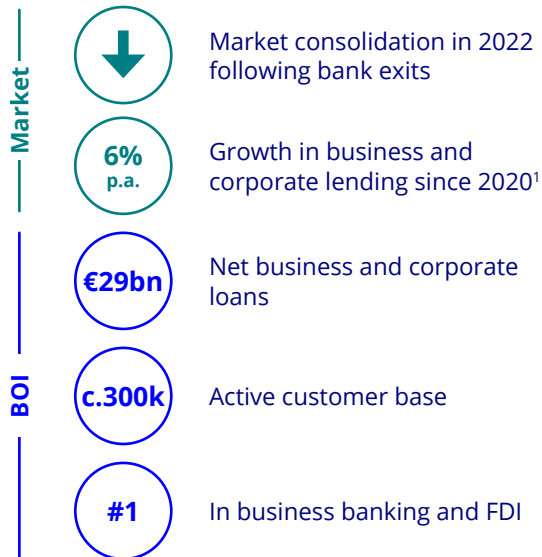 Market
Market consolidation in 2022
following bank exits
6%
p.a.
Growth in business and
corporate lending since 2020¹
BOI
€29bn
Net business and corporate
loans
c.300k
Active customer base
#1
In business banking and FDI